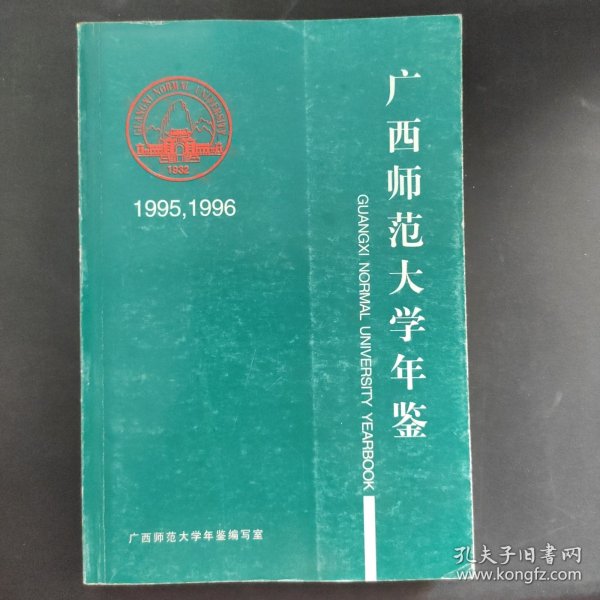 GUANGXI NORMAL UNIVERSITY
1932
1995,1996
广西师范大学年鉴
GUANGXI NORMAL UNIVERSITY YEARBOOK
广西师范大学年鉴编写室
孔夫子旧书网
www.kongfz.com